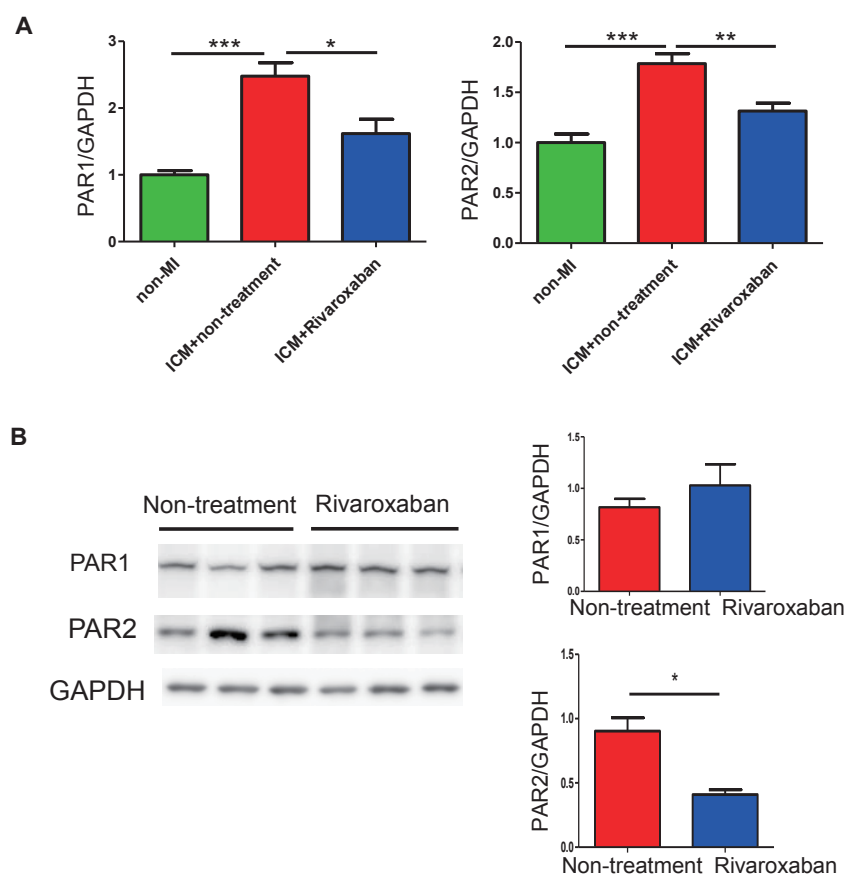 A
PAR1/GAPDH
3
2
1
0
***
*
non-MI
ICM+non-treatment
ICM+Rivaroxaban
PAR2/GAPDH
2.0
1.5
1.0
0.5
0.0
***
**
non-MI
ICM+non-treatment
ICM+Rivaroxaban
B
Non-treatment
Rivaroxaban
PAR1
PAR2
GAPDH
PAR1/GAPDH
1.5
1.0
0.5
0.0
Non-treatment
Rivaroxaban
PAR2/GAPDH
1.5
1.0
0.5
0.0
*
Non-treatment
Rivaroxaban